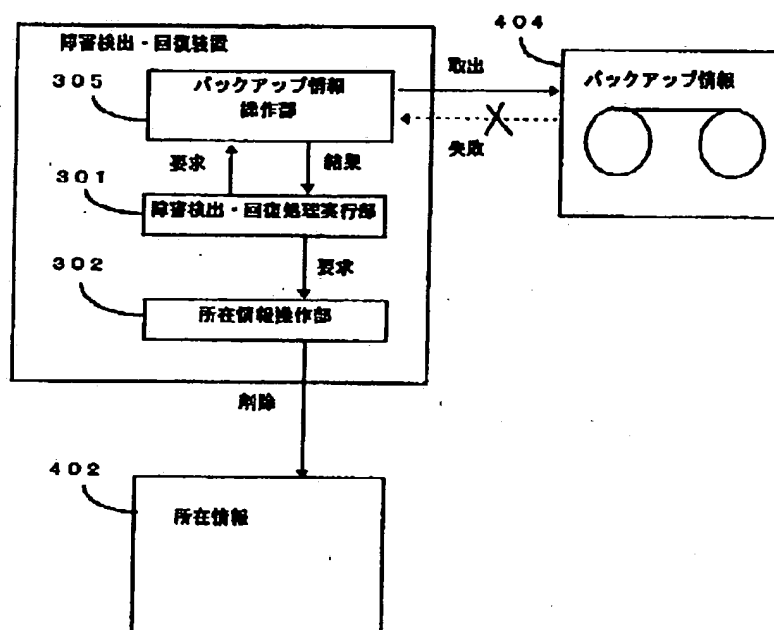 障害検出・回復装置
404
305
バックアップ情報
操作部
取出
バックアップ情報
失敗
要求
結果
301
障害検出・回復処理実行部
302
要求
所在情報操作部
削除
402
所在情報